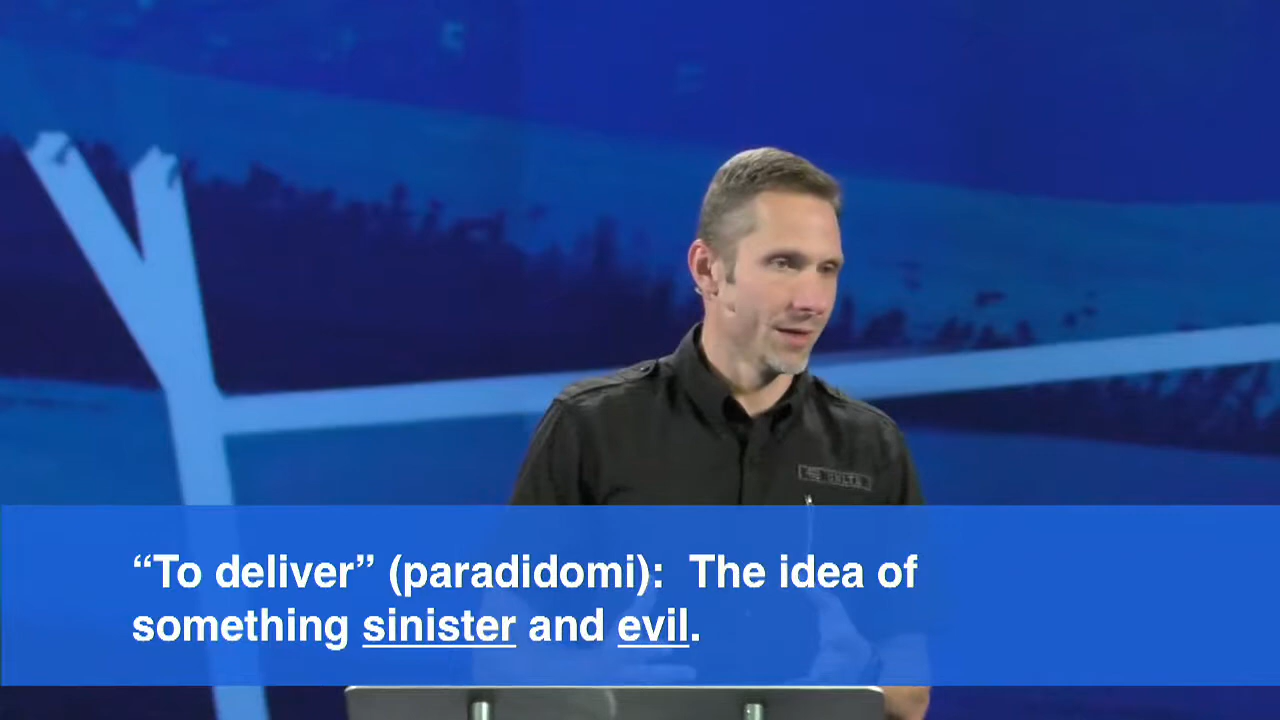 “To deliver” (paradidomi):  The idea of
something sinister and evil.